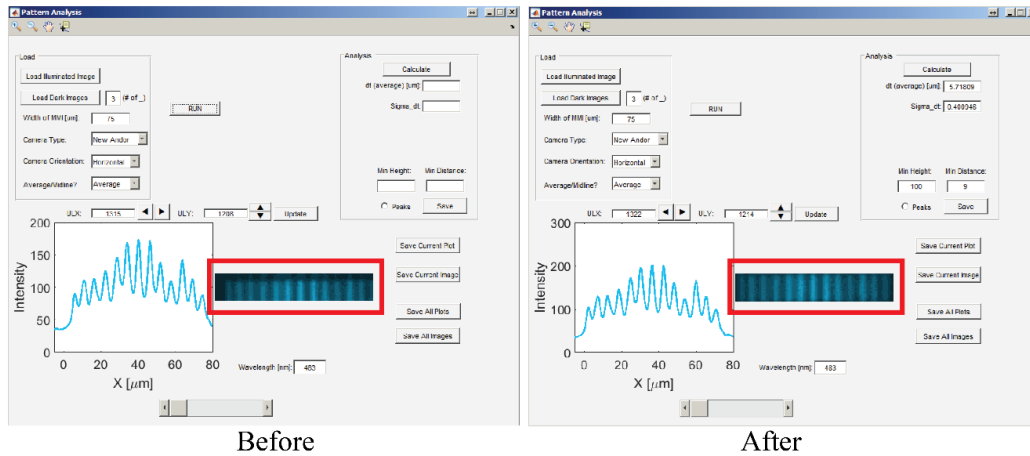 Pattern Analysis
Load
Load Iluminated Image
Load Dark Images 3 (# of _)
Width of MMI [um]: 75
Camera Type: New Andor
Camera Orientation: Horizontal
Average/Midline? Average
RUN
Analysis
Calculate
dt (average) [um]:
Sigma_dt:
Min Height: Min Distance:
Peaks Save
ULX: 1315 ULY: 1208 Update
200
150
100
50
0
Intensity
0 20 40 60 80
X [μm]
Save Current Plot
Save Current Image
Save All Plots
Save All Images
Wavelength [nm]: 483
Before
Pattern Analysis
Load
Load Iluminated Image
Load Dark Images 3 (# of _)
Width of MMI [um]: 75
Camera Type: New Andor
Camera Orientation: Horizontal
Average/Midline? Average
RUN
Analysis
Calculate
dt (average) [um]: 5.71809
Sigma_dt: 0.400948
Min Height: Min Distance:
100 9
Peaks Save
ULX: 1322 ULY: 1214 Update
300
200
100
0
Intensity
0 20 40 60 80
X [μm]
Save Current Plot
Save Current Image
Save All Plots
Save All Images
Wavelength [nm]: 483
After